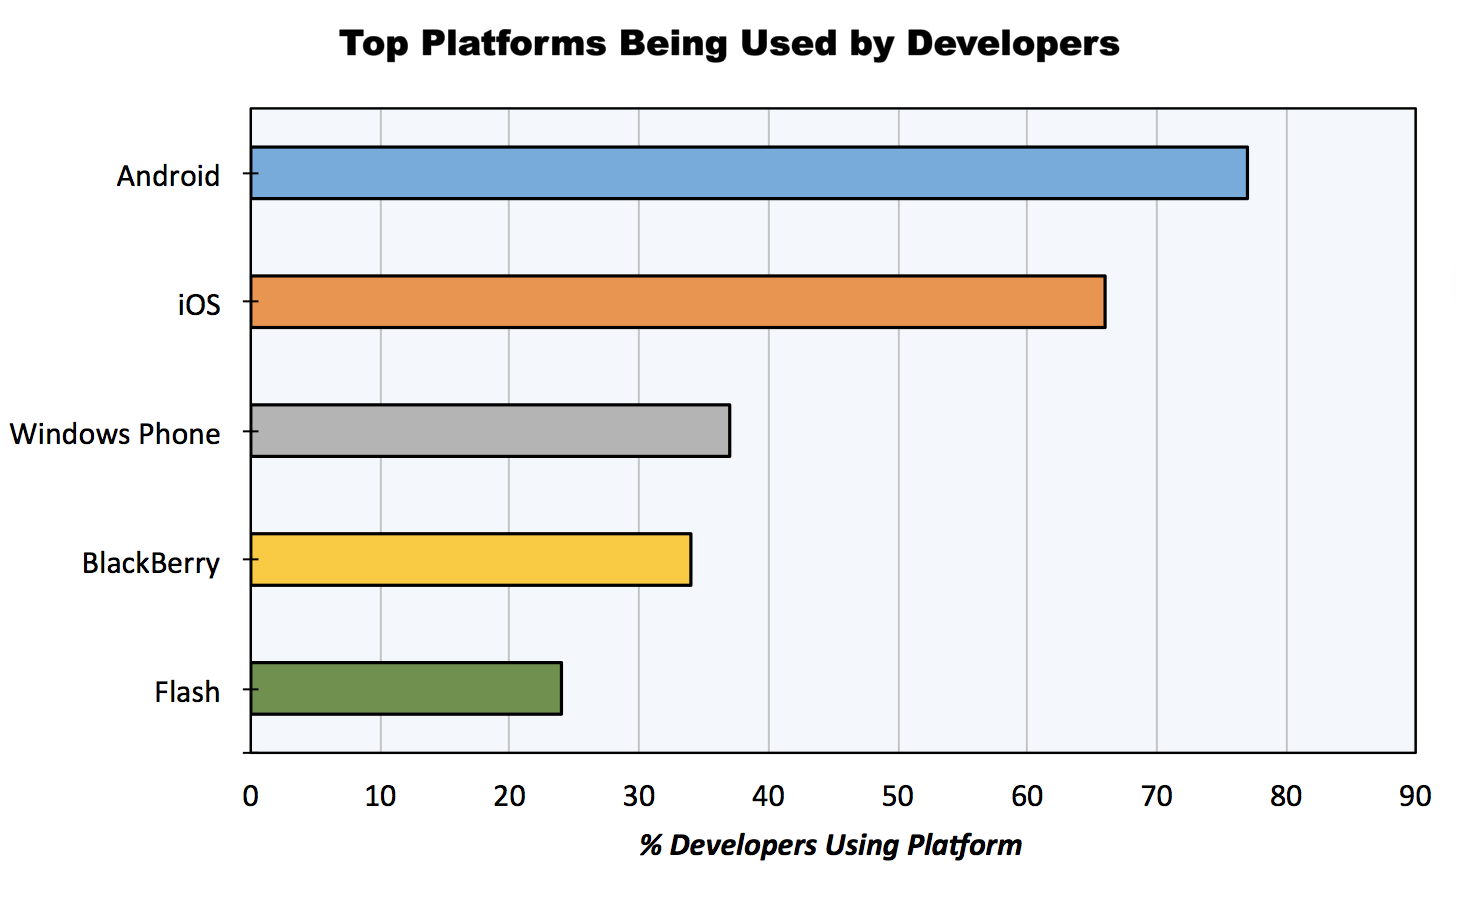 Top Platforms Being Used by Developers
Android
iOS
Windows Phone
BlackBerry
Flash
0 10 20 30 40 50 60 70 80 90
% Developers Using Platform